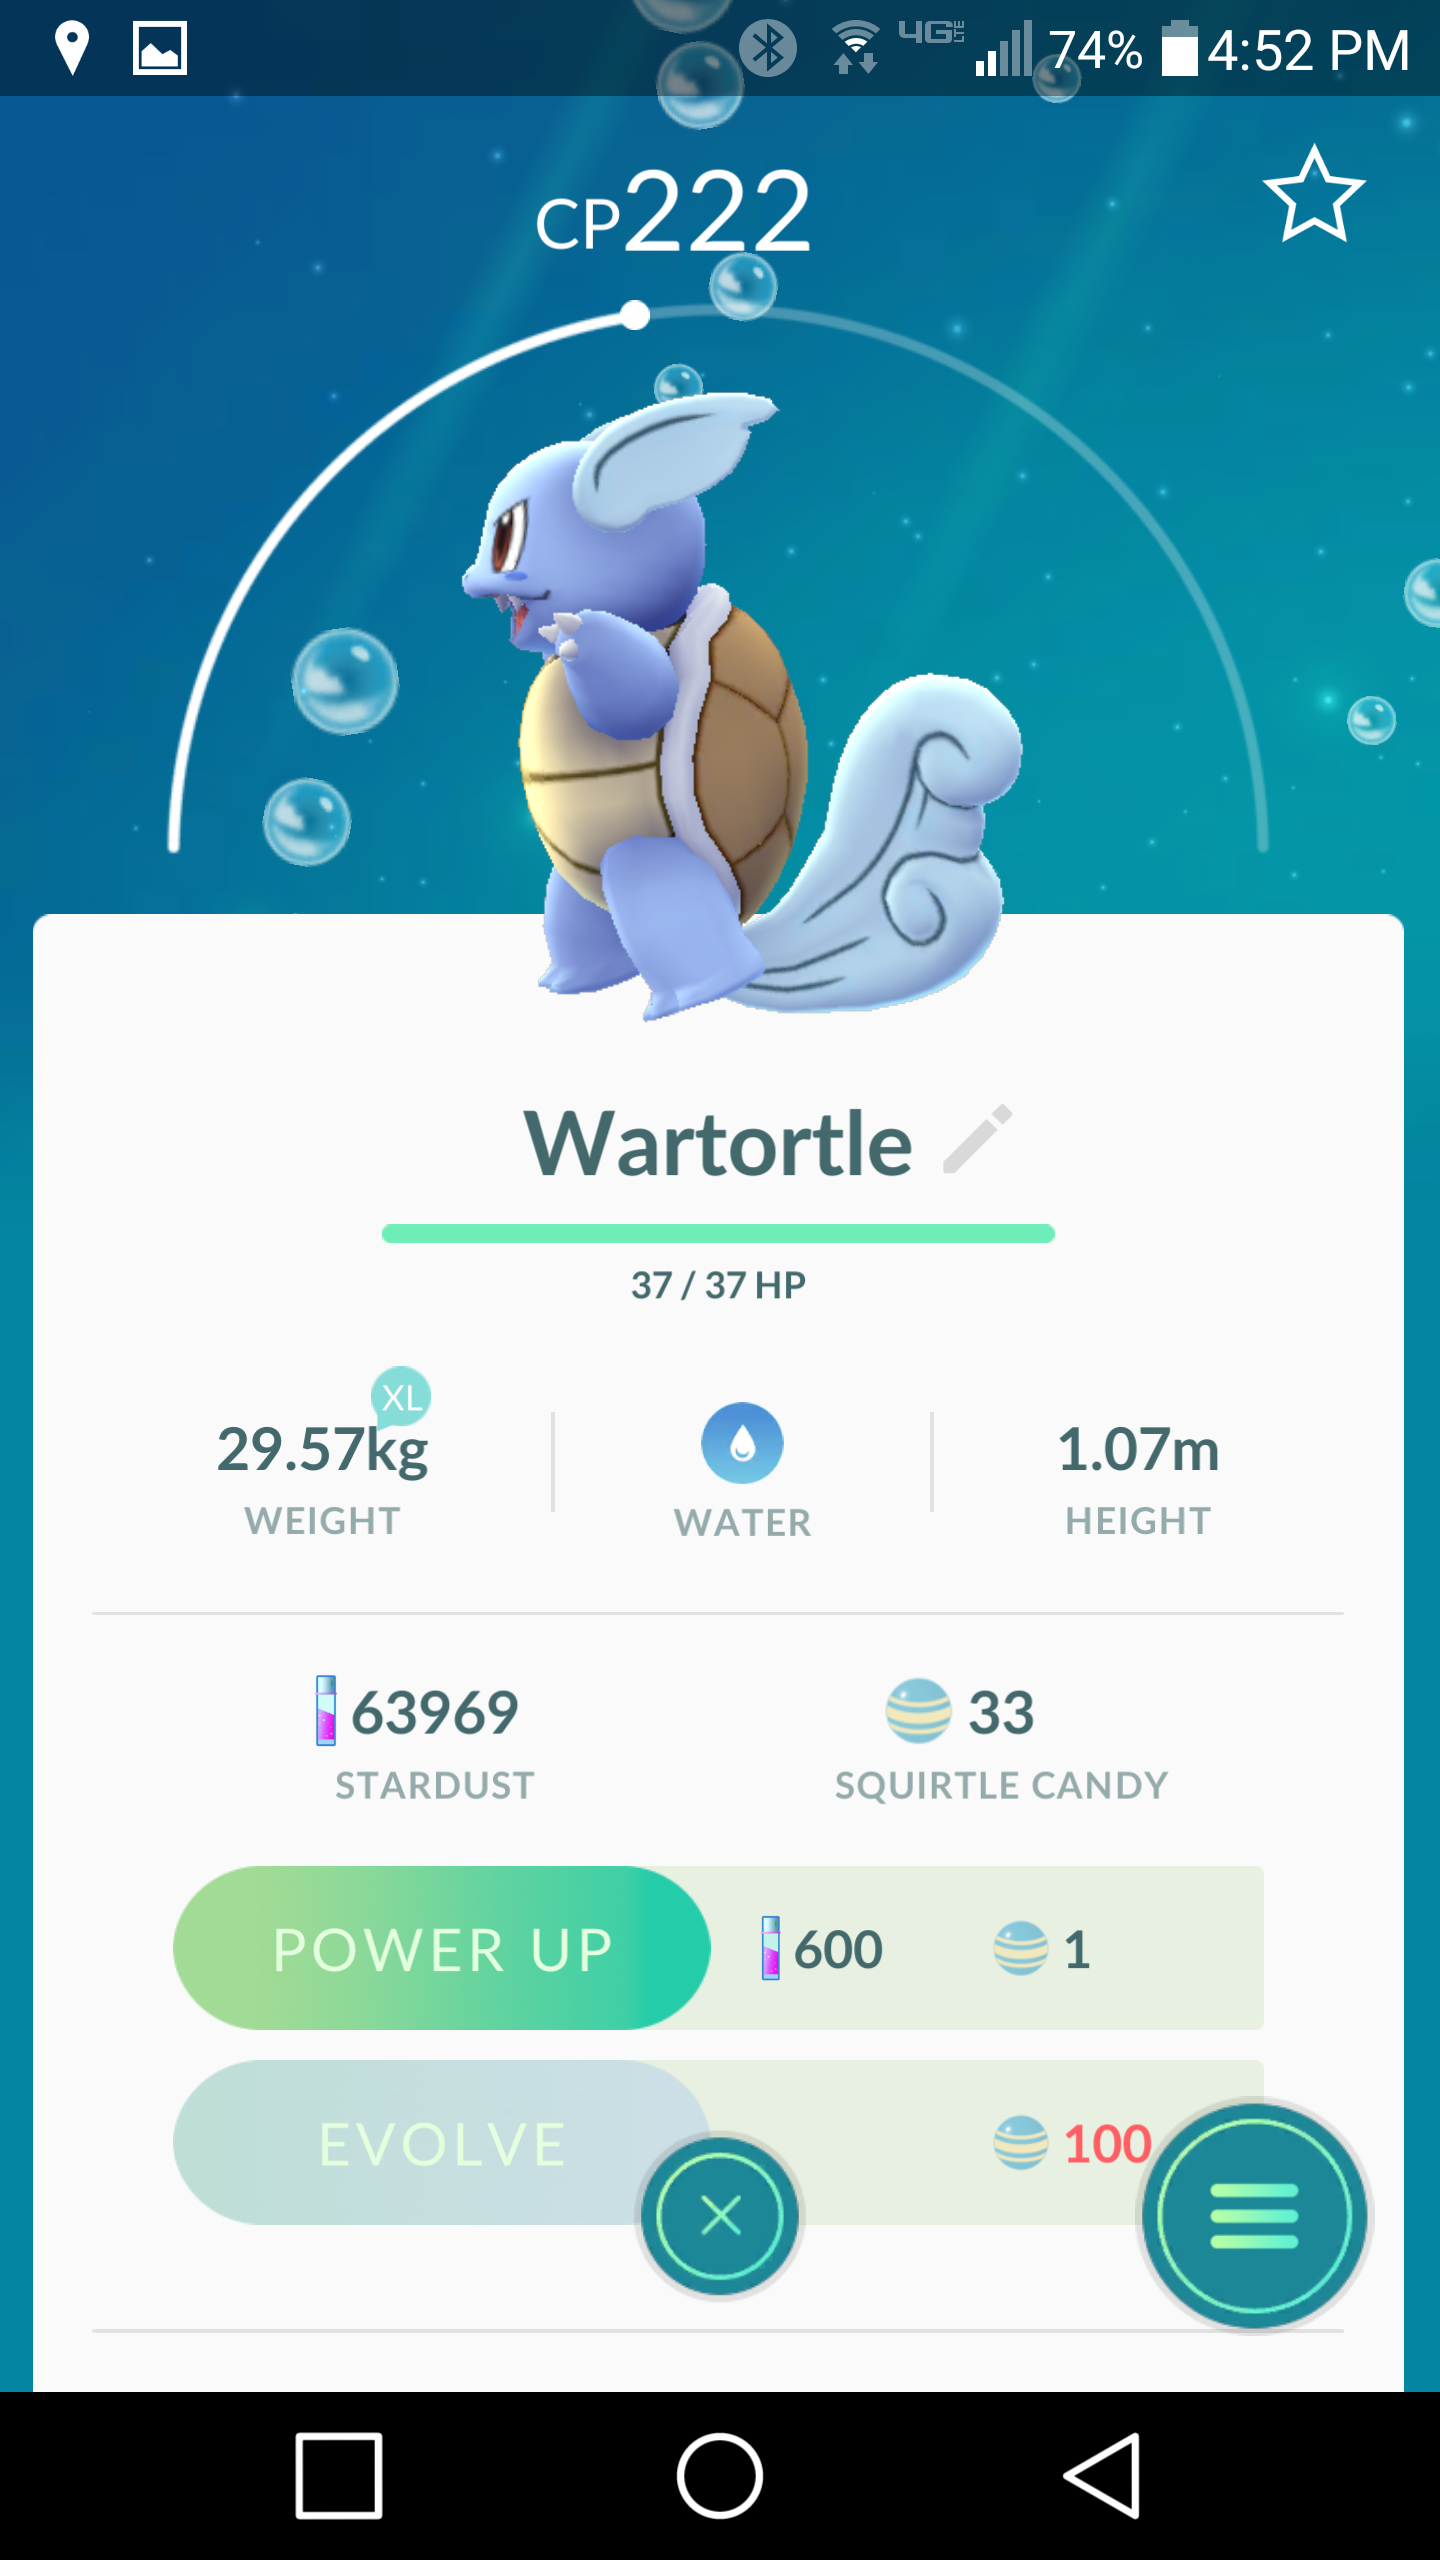 4G LTE 74% 4:52 PM
CP222
Wartortle
37 / 37 HP
XL
29.57kg
WEIGHT
WATER
1.07m
HEIGHT
63969
STARDUST
33
SQUIRTLE CANDY
POWER UP 600 1
EVOLVE 100